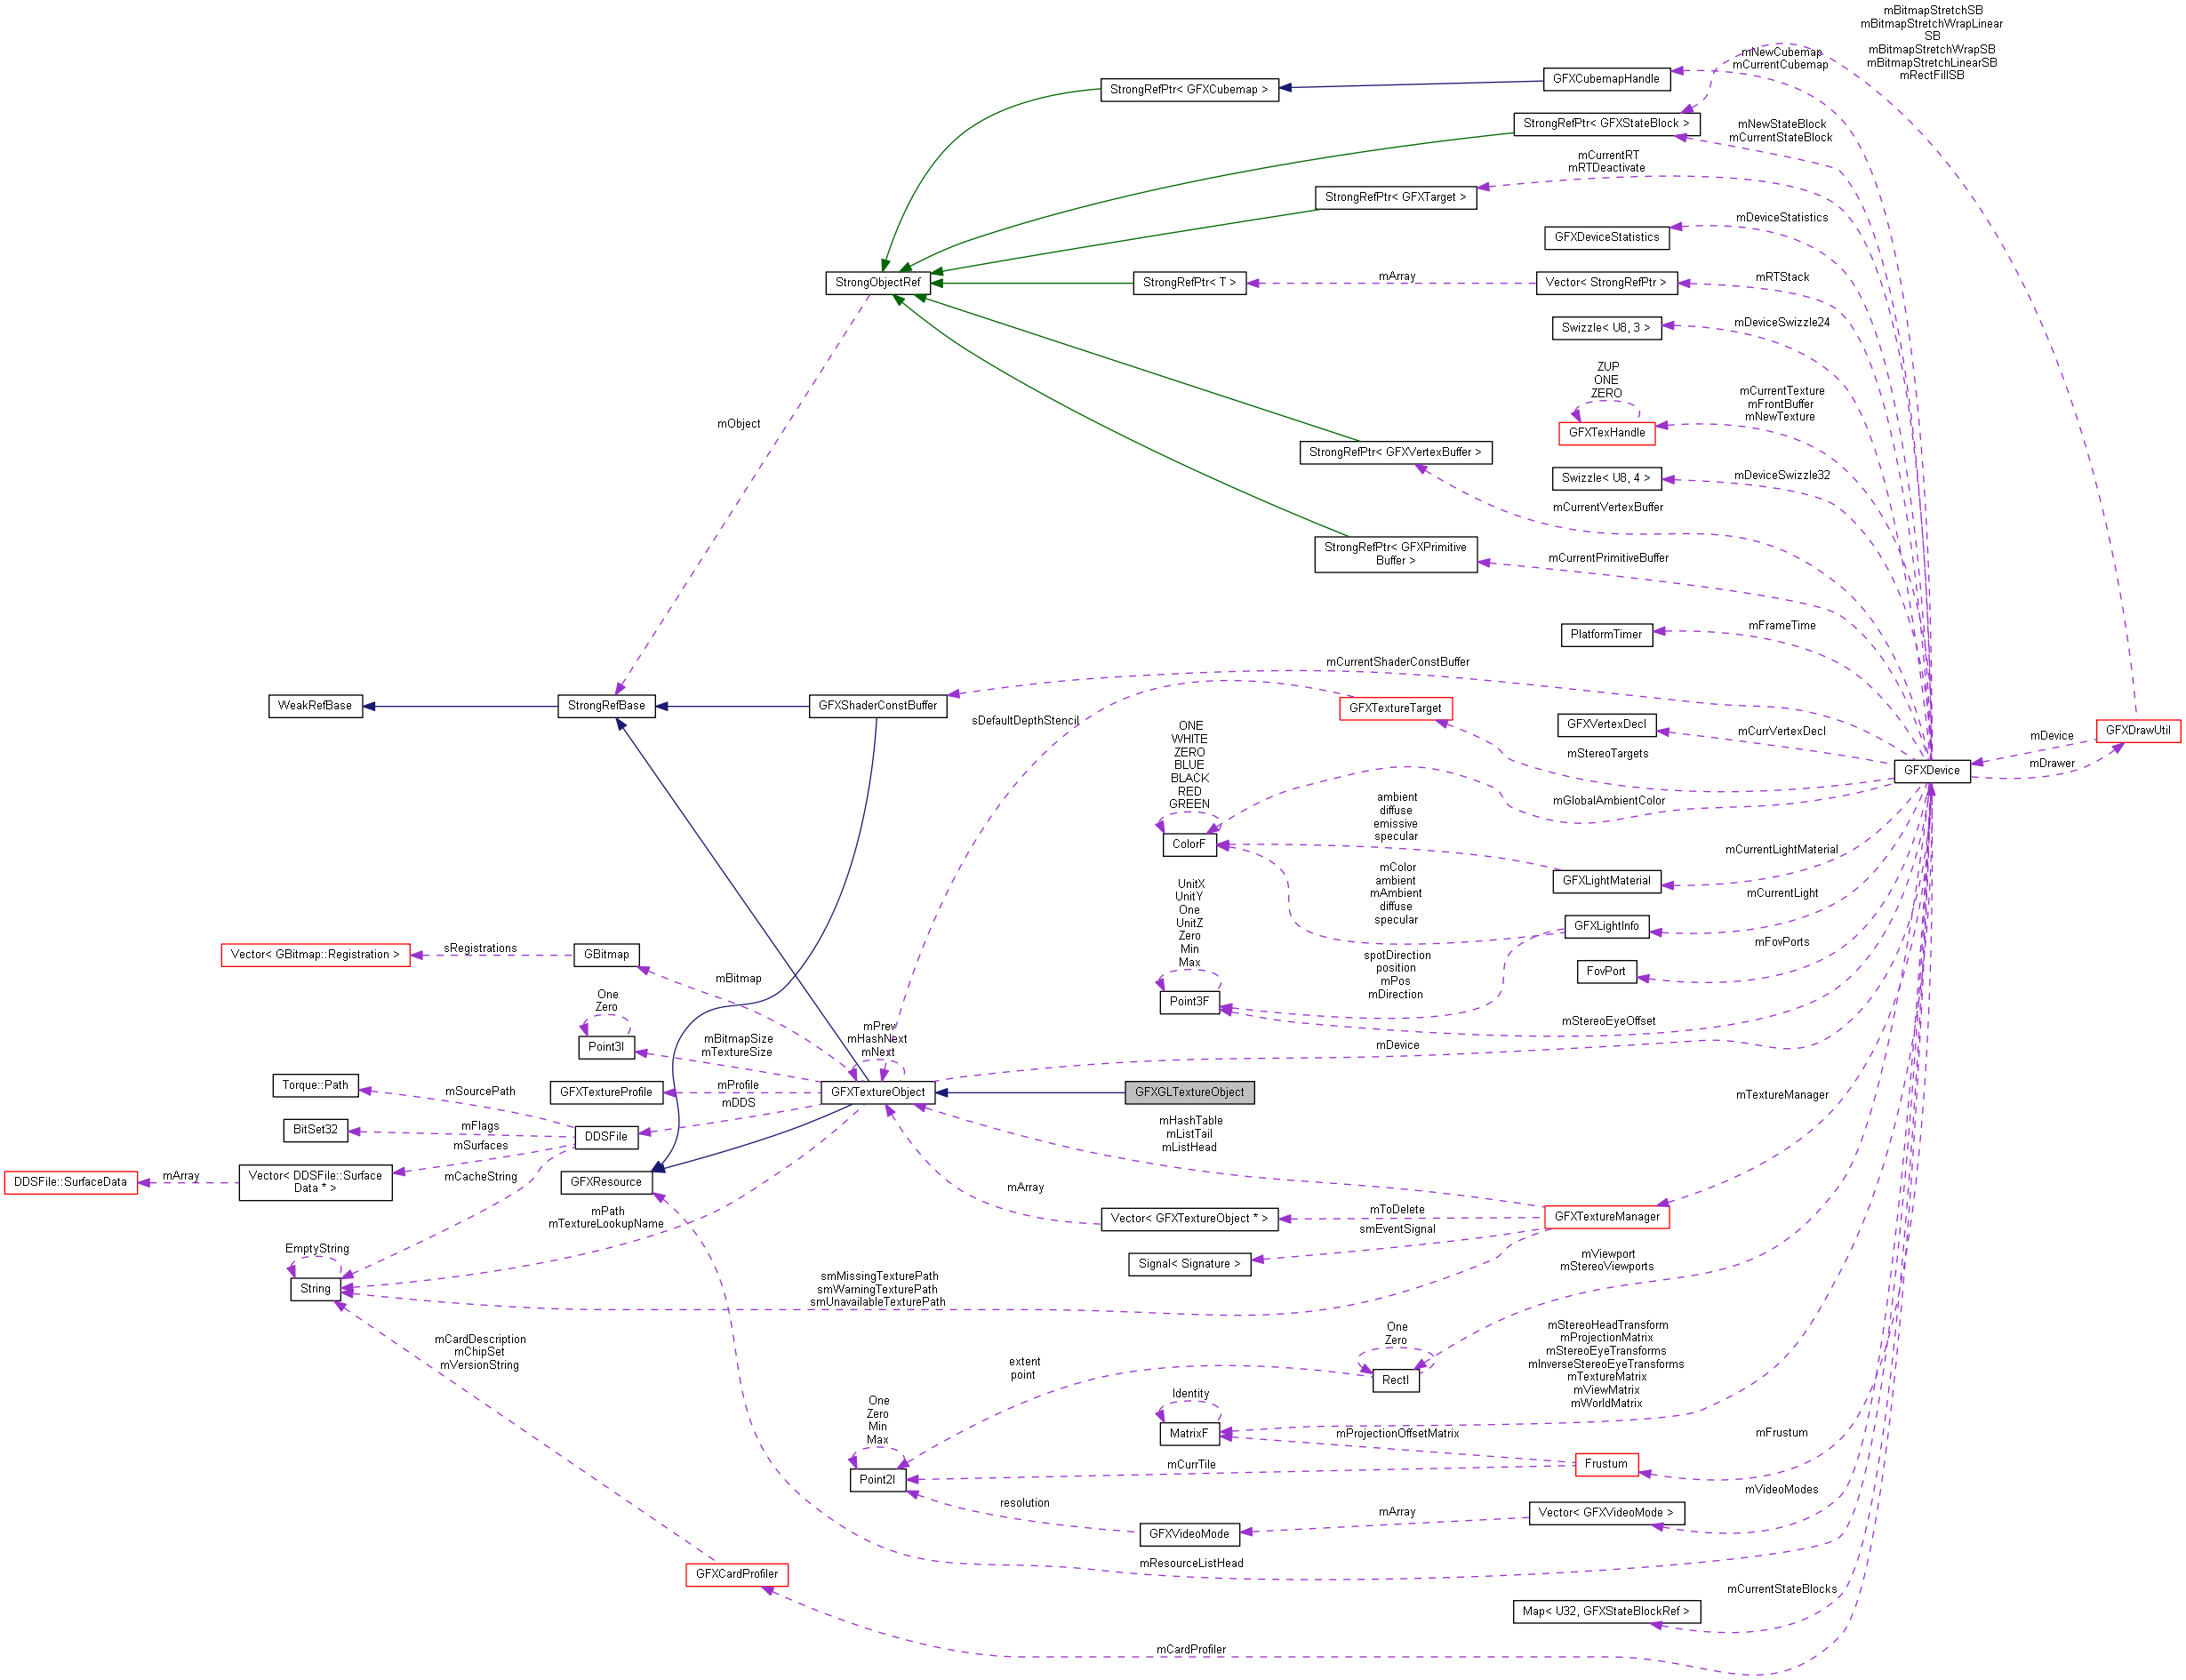 mBitmapStretchSB
mBitmapStretchWrapLinear
SB
mBitmapStretchWrapSB
mBitmapStretchLinearSB
mRectFillSB
mNewCubemap
mCurrentCubemap
GFXCubemapHandle
StrongRefPtr< GFXCubemap >
StrongRefPtr< GFXStateBlock >
mNewStateBlock
mCurrentStateBlock
mCurrentRT
mRTDeactivate
StrongRefPtr< GFXTarget >
mDeviceStatistics
GFXDeviceStatistics
StrongObjectRef
StrongRefPtr< T >
mArray
Vector< StrongRefPtr >
mRTStack
Swizzle< U8, 3 >
mDeviceSwizzle24
ZUP
ONE
ZERO
GFXTexHandle
mCurrentTexture
mFrontBuffer
mNewTexture
mObject
StrongRefPtr< GFXVertexBuffer >
Swizzle< U8, 4 >
mDeviceSwizzle32
mCurrentVertexBuffer
StrongRefPtr< GFXPrimitive
Buffer >
mCurrentPrimitiveBuffer
PlatformTimer
mFrameTime
mCurrentShaderConstBuffer
WeakRefBase
StrongRefBase
GFXShaderConstBuffer
sDefaultDepthStencil
GFXTextureTarget
GFXVertexDecl
mCurrVertexDecl
mStereoTargets
GFXDevice
mDevice
mDrawer
GFXDrawUtil
ONE
WHITE
ZERO
BLUE
BLACK
RED
GREEN
ColorF
mGlobalAmbientColor
ambient
diffuse
emissive
specular
GFXLightMaterial
mCurrentLightMaterial
mColor
ambient
mAmbient
diffuse
specular
GFXLightInfo
mCurrentLight
UnitX
UnitY
One
UnitZ
Zero
Min
Max
Point3F
spotDirection
position
mPos
mDirection
FovPort
mFovPorts
mStereoEyeOffset
Vector< GBitmap::Registration >
sRegistrations
GBitmap
mBitmap
One
Zero
Point3I
mBitmapSize
mTextureSize
mPrev
mHashNext
mNext
mDevice
Torque::Path
mSourcePath
GFXTextureProfile
mProfile
GFXTextureObject
GFXGLTextureObject
mDDS
BitSet32
mFlags
DDSFile
mSurfaces
mHashTable
mListTail
mListHead
mTextureManager
DDSFile::SurfaceData
mArray
Vector< DDSFile::Surface
Data * >
mCacheString
GFXResource
mPath
mTextureLookupName
mArray
Vector< GFXTextureObject * >
mToDelete
GFXTextureManager
smEventSignal
Signal< Signature >
EmptyString
String
smMissingTexturePath
smWarningTexturePath
smUnavailableTexturePath
mViewport
mStereoViewports
mCardDescription
mChipSet
mVersionString
extent
point
One
Zero
RectI
mStereoHeadTransform
mProjectionMatrix
mStereoEyeTransforms
mInverseStereoEyeTransforms
mTextureMatrix
mViewMatrix
mWorldMatrix
One
Zero
Min
Max
Point2I
Identity
MatrixF
mProjectionOffsetMatrix
mCurrTile
Frustum
mFrustum
resolution
GFXVideoMode
mArray
Vector< GFXVideoMode >
mVideoModes
mResourceListHead
GFXCardProfiler
Map< U32, GFXStateBlockRef >
mCurrentStateBlocks
mCardProfiler